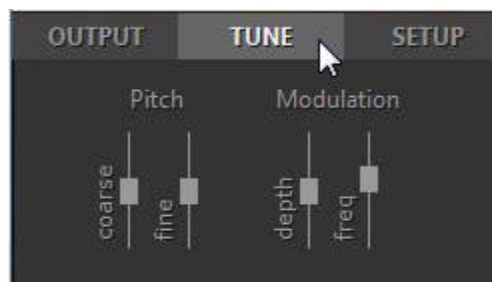 OUTPUT TUNE SETUP
Pitch Modulation
coarse fine depth freq